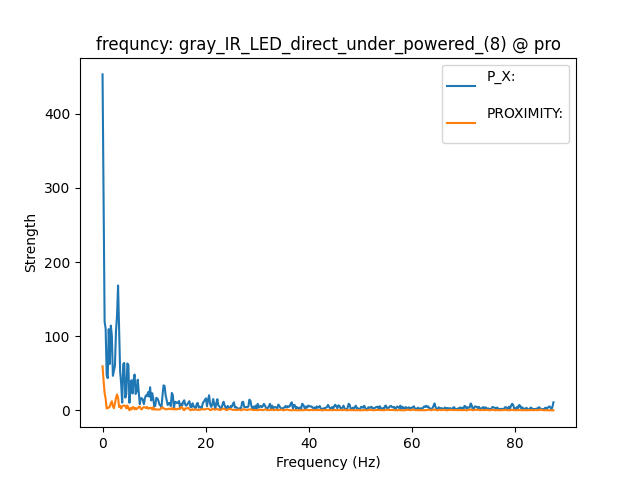 frequncy: gray_IR_LED_direct_under_powered_(8) @ pro
P_X:
PROXIMITY:
400
300
200
100
0
Strength
0 20 40 60 80
Frequency (Hz)